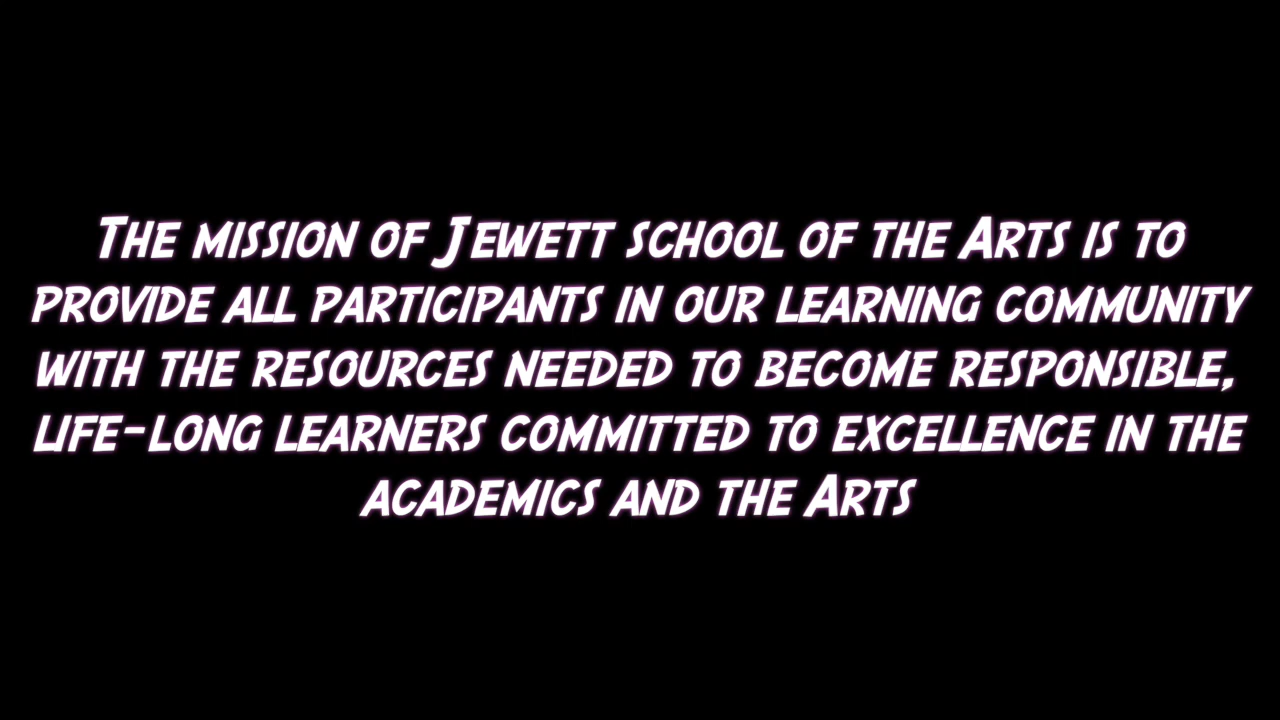 The mission of Jewett school of the Arts is to
provide all participants in our learning community
with the resources needed to become responsible,
life-long learners committed to excellence in the
academics and the Arts